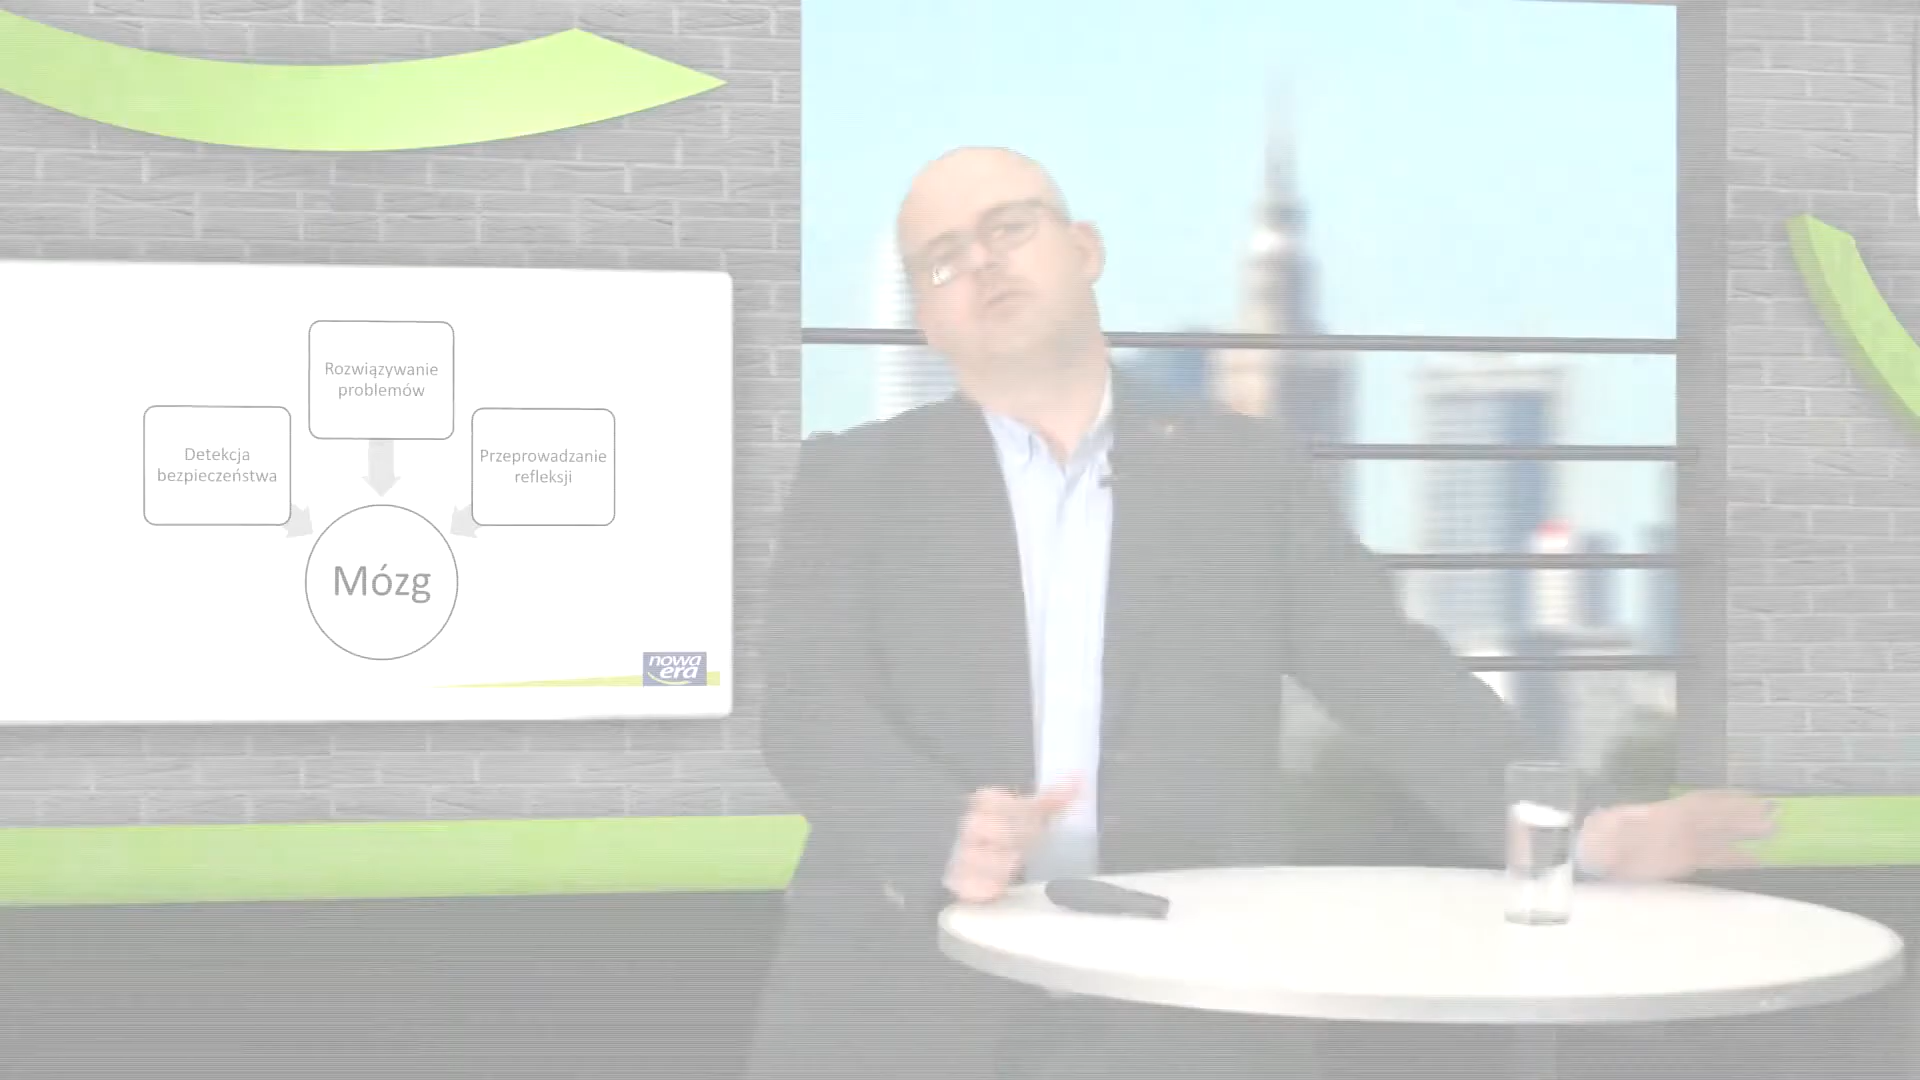 Rozwiązywanie
problemów
Detekcja
bezpieczeństwa
Przeprowadzanie
refleksji
Mózg
nowa
era